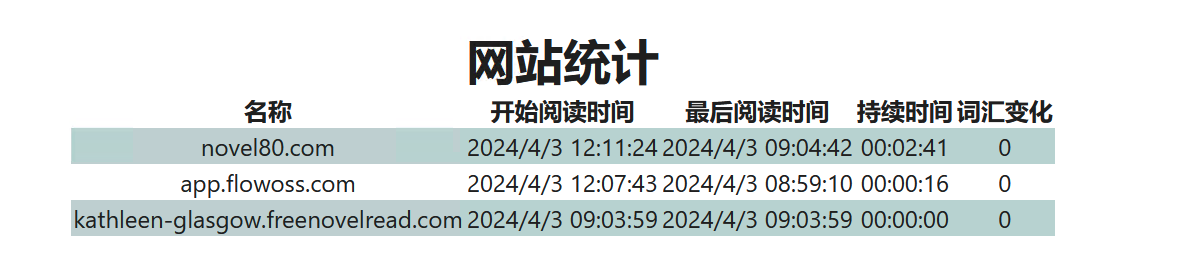 网站统计
名称 开始阅读时间 最后阅读时间 持续时间 词汇变化
novel80.com 2024/4/3 12:11:24 2024/4/3 09:04:42 00:02:41 0
app.flowoss.com 2024/4/3 12:07:43 2024/4/3 08:59:10 00:00:16 0
kathleen-glasgow.freenovelread.com 2024/4/3 09:03:59 2024/4/3 09:03:59 00:00:00 0